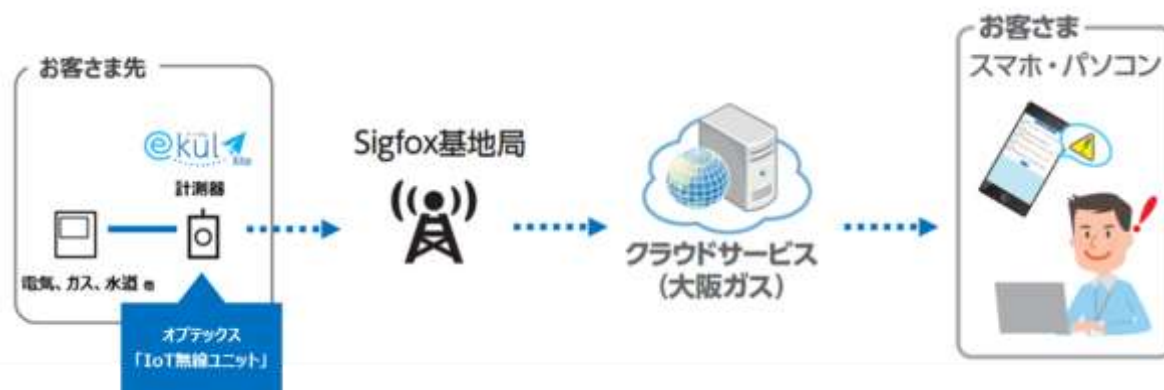 お客さま先
ekul
計測器
電気、ガス、水道 他
オプテックス
「IoT無線ユニット」
Sigfox基地局
クラウドサービス
(大阪ガス)
お客さま
スマホ・パソコン